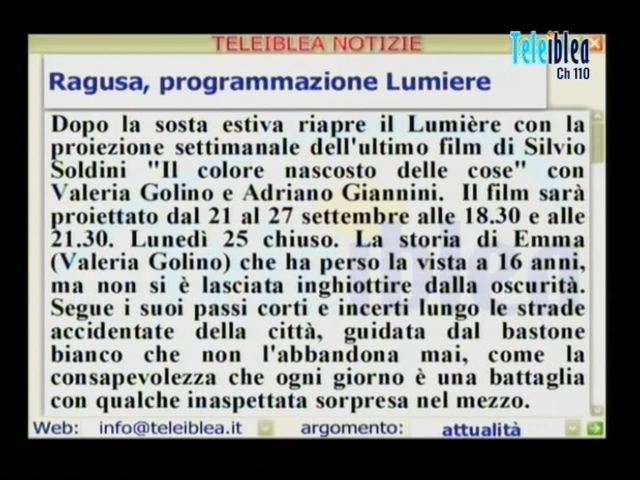 TELEIBLEA NOTIZIE
Teleiblea
Ch 110
Ragusa, programmazione Lumiere
Dopo la sosta estiva riapre il Lumière con la
proiezione settimanale dell'ultimo film di Silvio
Soldini "Il colore nascosto delle cose" con
Valeria Golino e Adriano Giannini. Il film sarà
proiettato dal 21 al 27 settembre alle 18.30 e alle
21.30. Lunedì 25 chiuso. La storia di Emma
(Valeria Golino) che ha perso la vista a 16 anni,
ma non si è lasciata inghiottire dalla oscurità.
Segue i suoi passi corti e incerti lungo le strade
accidentate della città, guidata dal bastone
bianco che non l'abbandona mai, come la
consapevolezza che ogni giorno è una battaglia
con qualche inaspettata sorpresa nel mezzo.
Web: info@teleiblea.it argomento: attualità